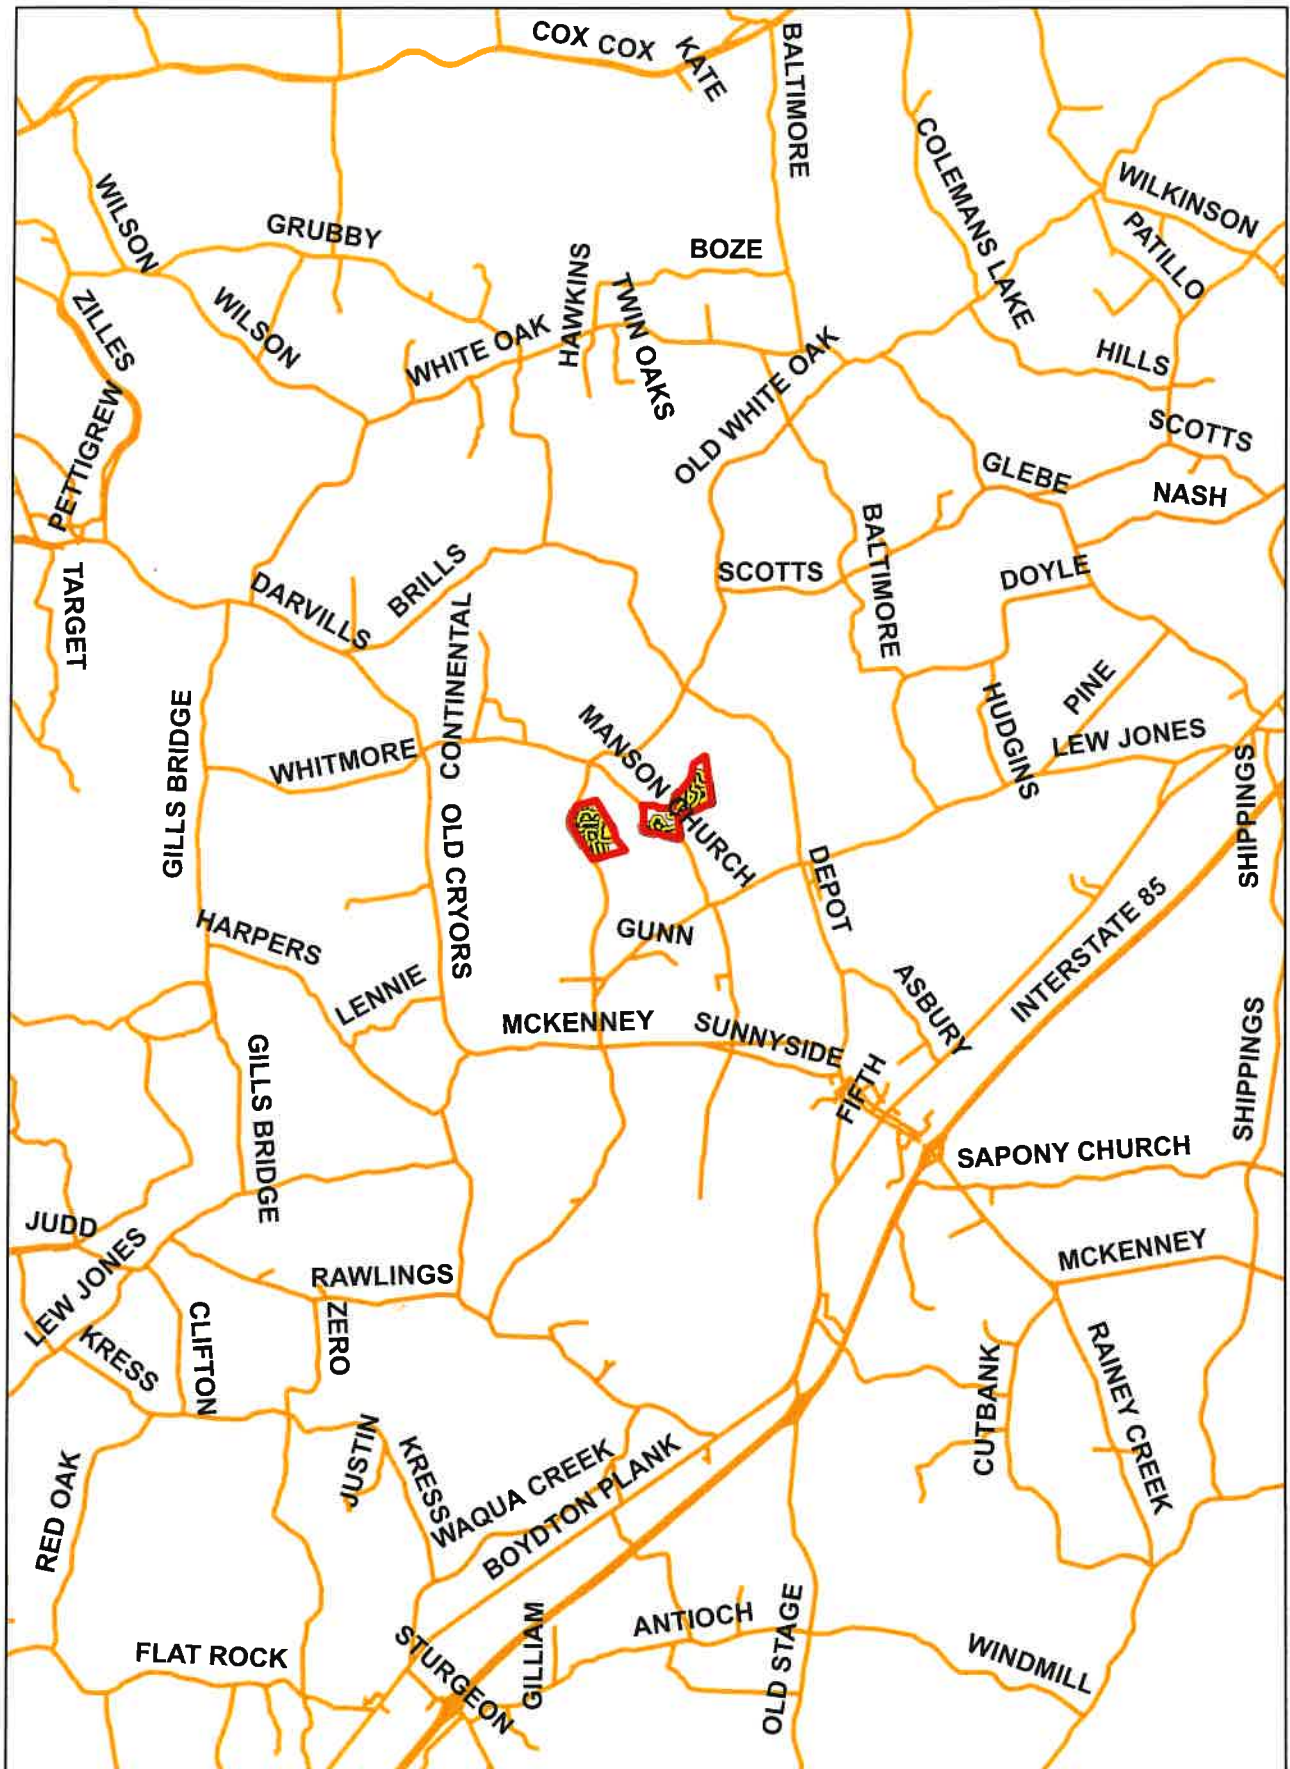 COX COX
KATE
BALTIMORE
COLEMANS LAKE
WILKINSON
PATILLO
WILSON
GRUBBY
BOZE
HAWKINS
TWIN OAKS
ZILLES
WILSON
WHITE OAK
OLD WHITE OAK
HILLS
PETTIGREW
SCOTTS
GLEBE
NASH
BALTIMORE
TARGET
DARVILLS
BRILLS
SCOTTS
DOYLE
CONTINENTAL
GILLS BRIDGE
WHITMORE
MANSON CHURCH
HUDGINS
PINE
LEW JONES
SHIPPINGS
OLD CRYORS
DEPOT
HARPERS
GUNN
LENNIE
ASBURY
INTERSTATE 85
MCKENNEY
SUNNYSIDE
FIFTH
SHIPPINGS
GILLS BRIDGE
SAPONY CHURCH
JUDD
LEW JONES
MCKENNEY
RAWLINGS
KRESS
CLIFTON
ZERO
CUTBANK
RAINEY CREEK
RED OAK
JUSTIN
KRESS
WAQUA CREEK
BOYDTON PLANK
FLAT ROCK
STURGEON
GILLIAM
ANTIOCH
OLD STAGE
WINDMILL